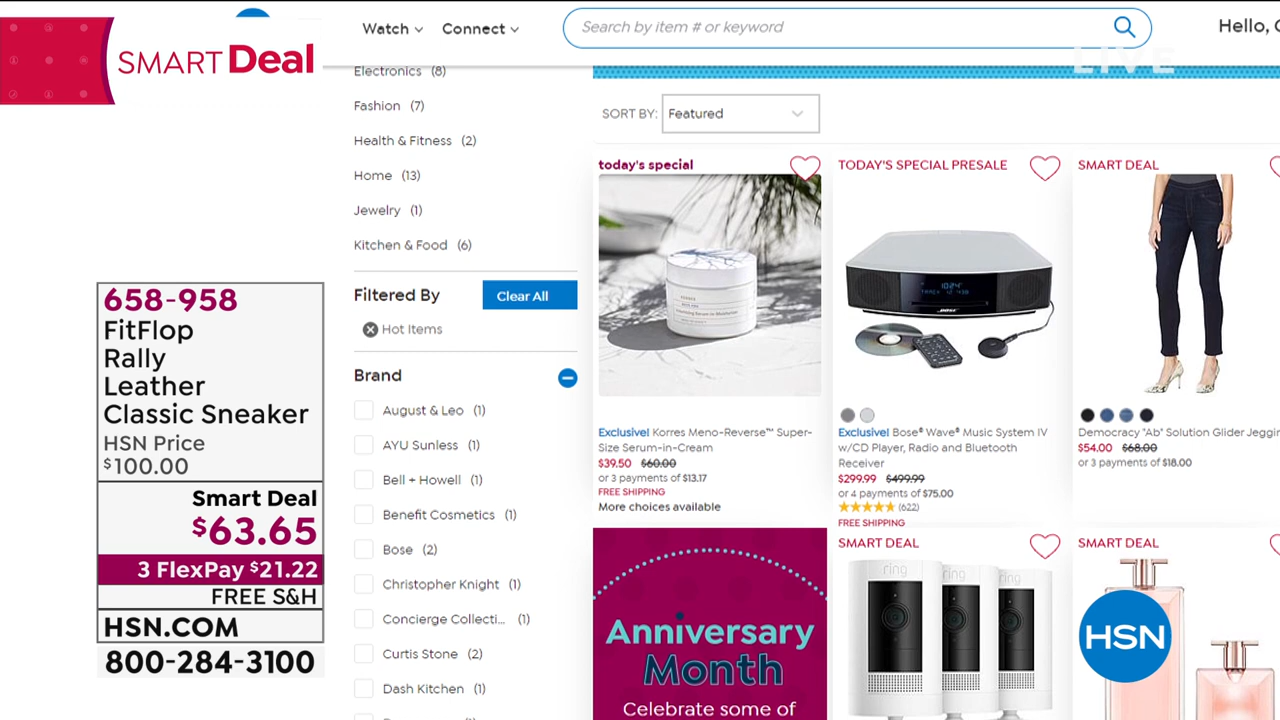 SMART Deal
Watch
Connect
Search by item # or keyword
Hello,
LIVE
Electronics (8)
Fashion (7)
Health & Fitness (2)
Home (13)
Jewelry (1)
Kitchen & Food (6)
Filtered By
Clear All
Hot Items
Brand
August & Leo (1)
AYU Sunless (1)
Bell + Howell (1)
Benefit Cosmetics (1)
Bose (2)
Christopher Knight (1)
Concierge Collecti... (1)
Curtis Stone (2)
Dash Kitchen (1)
658-958
FitFlop
Rally
Leather
Classic Sneaker
HSN Price
$100.00
Smart Deal
$63.65
3 FlexPay $21.22
FREE S&H
HSN.COM
800-284-3100
SORT BY: Featured
today's special
Exclusive! Korres Meno-Reverse™ Super-
Size Serum-in-Cream
$39.50 $60.00
or 3 payments of $13.17
FREE SHIPPING
More choices available
TODAY'S SPECIAL PRESALE
BOSE
Exclusive! Bose® Wave® Music System IV
w/CD Player, Radio and Bluetooth
Receiver
$299.99 $499.99
or 4 payments of $75.00
(622)
FREE SHIPPING
SMART DEAL
Democracy "Ab" Solution Glider Jeggin
$54.00 $68.00
or 3 payments of $18.00
Anniversary
Month
Celebrate some of
SMART DEAL
ring
ring
ring
SMART DEAL
HSN